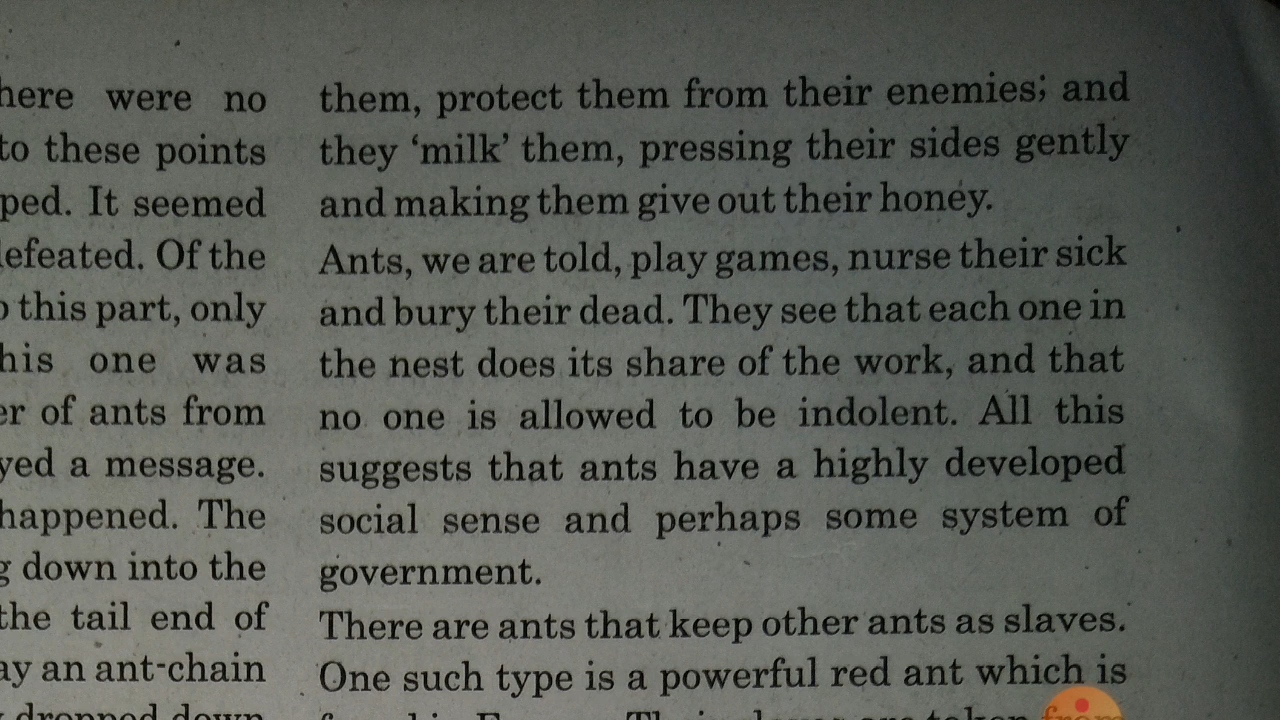 here were no
to these points
ped. It seemed
efeated. Of the
this part, only
his one was
er of ants from
yed a message.
happened. The
g down into the
the tail end of
ay an ant-chain
dropped down
them, protect them from their enemies; and
they ‘milk’ them, pressing their sides gently
and making them give out their honey.
Ants, we are told, play games, nurse their sick
and bury their dead. They see that each one in
the nest does its share of the work, and that
no one is allowed to be indolent. All this
suggests that ants have a highly developed
social sense and perhaps some system of
government.
There are ants that keep other ants as slaves.
One such type is a powerful red ant which is
taken from